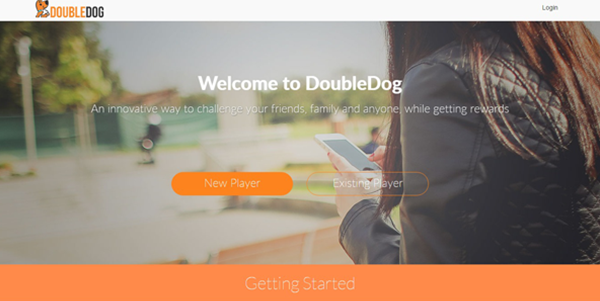 DOUBLEDOG
Login
Welcome to DoubleDog
An innovative way to challenge your friends, family and anyone, while getting rewards
New Player
Existing Player
Getting Started